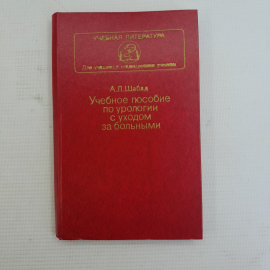 УЧЕБНАЯ ЛИТЕРАТУРА
Для учащихся медицинских училищ
А.Л.Шабад
Учебное пособие
по урологии
с уходом
за больными